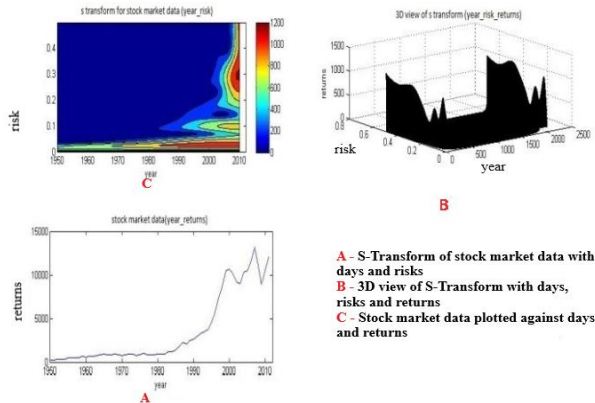 s transform for stock market data (year_risk)
1200
1000
800
600
400
200
0
0.4
0.3
0.2
0.1
0
risk
1950 1960 1970 1980 1990 2000 2010
year
C
3D view of s transform (year_risk_returns)
1500
1000
500
0
returns
0.8
0.6
0.4
0.2
0
risk
0 500 1000 1500 2000 2500
year
B
stock market data(year_returns)
15000
10000
5000
0
returns
1950 1960 1970 1980 1990 2000 2010
year
A
A - S-Transform of stock market data with
days and risks
B - 3D view of S-Transform with days,
risks and returns
C - Stock market data plotted against days
and returns